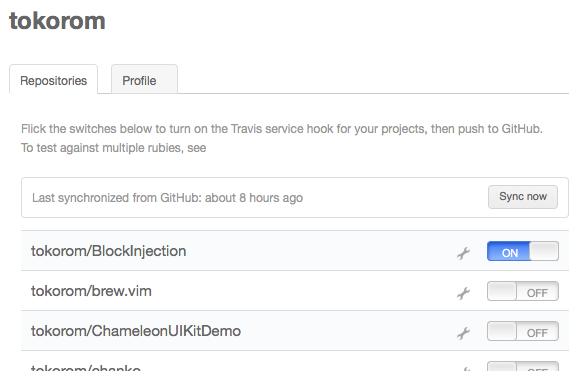 tokorom
Repositories
Profile
Flick the switches below to turn on the Travis service hook for your projects, then push to GitHub.
To test against multiple rubies, see
Last synchronized from GitHub: about 8 hours ago
Sync now
tokorom/BlockInjection
ON
tokorom/brew.vim
OFF
tokorom/ChameleonUIKitDemo
OFF